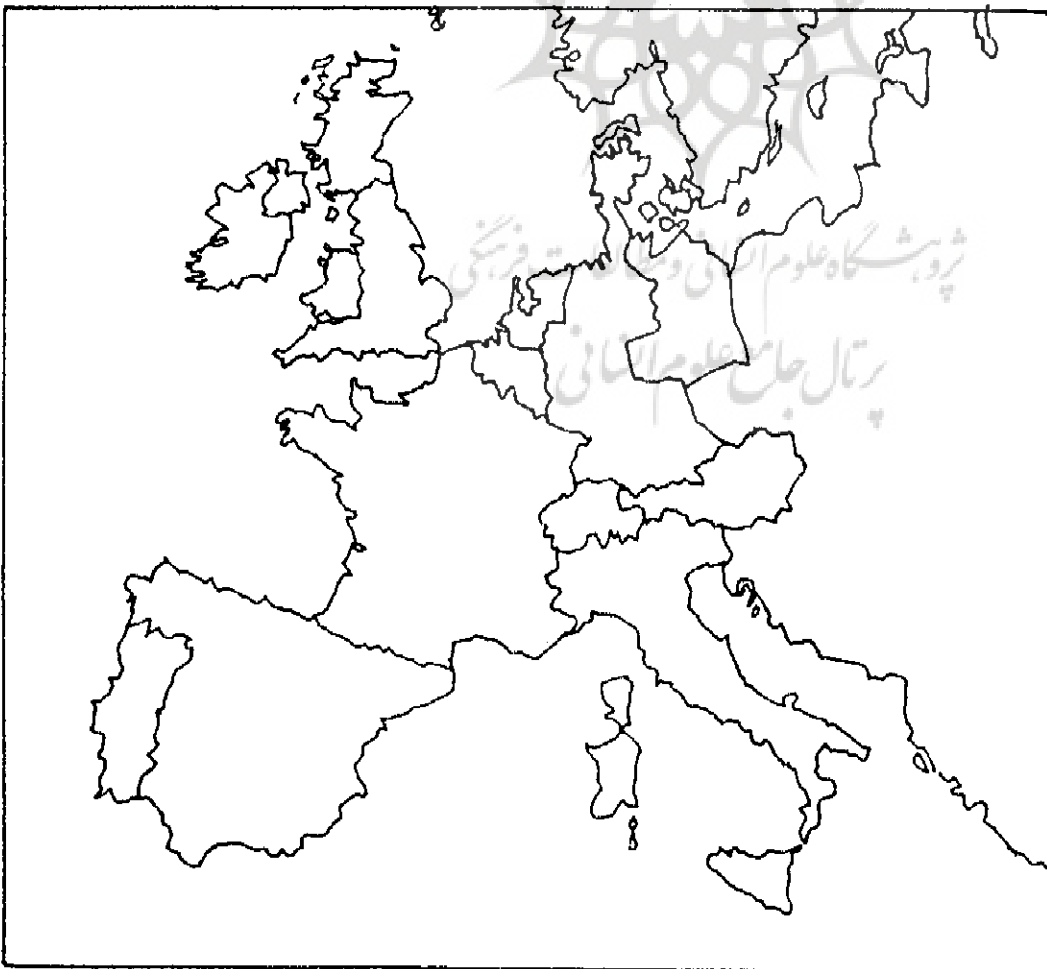 پژوهشگاه علوم انسانی و مطالعات فرهنگی
پرتال جامع علوم انسانی